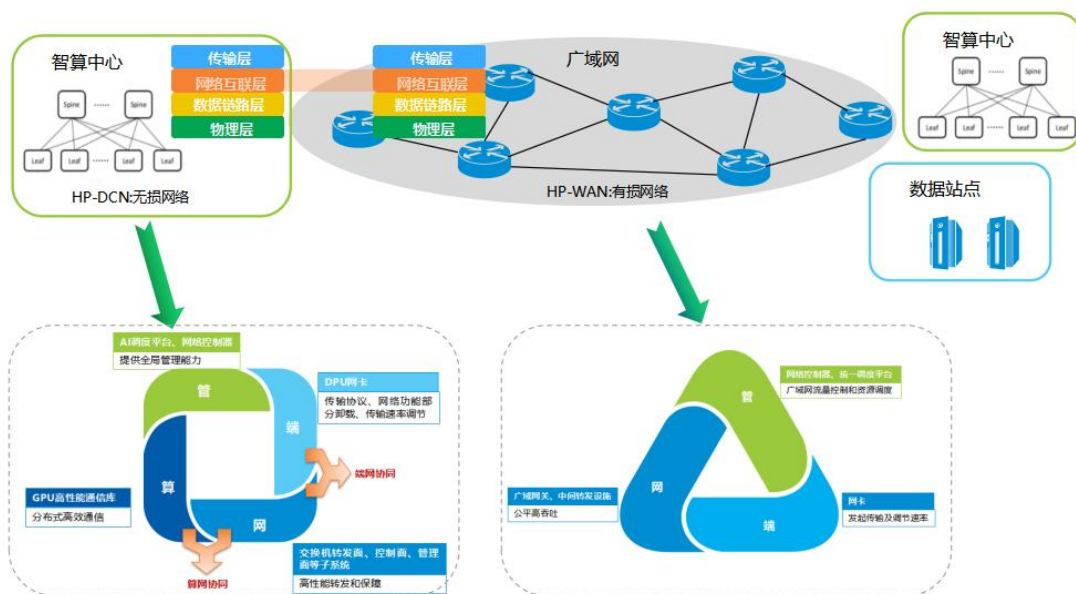 智算中心
Spine
......
Spine
Leaf
Leaf
......
Leaf
Leaf
HP-DCN:无损网络
传输层
网络互联层
数据链路层
物理层
传输层
网络互联层
数据链路层
物理层
广域网
HP-WAN:有损网络
智算中心
Spine
......
Spine
Leaf
Leaf
......
Leaf
Leaf
数据站点
AI调度平台、网络控制器
提供全局管理能力
管
DPU网卡
传输协议、网络功能部
分卸载、传输速率调节
端
端网协同
GPU高性能通信库
分布式高效通信
算
网
算网协同
交换机转发面、控制面、管理
面等子系统
高性能转发和保障
网络控制器、统一调度平台
广域网流量控制和资源调度
管
广域网关、中间转发设施
公平高吞吐
网
网卡
发起传输及调节速率
端